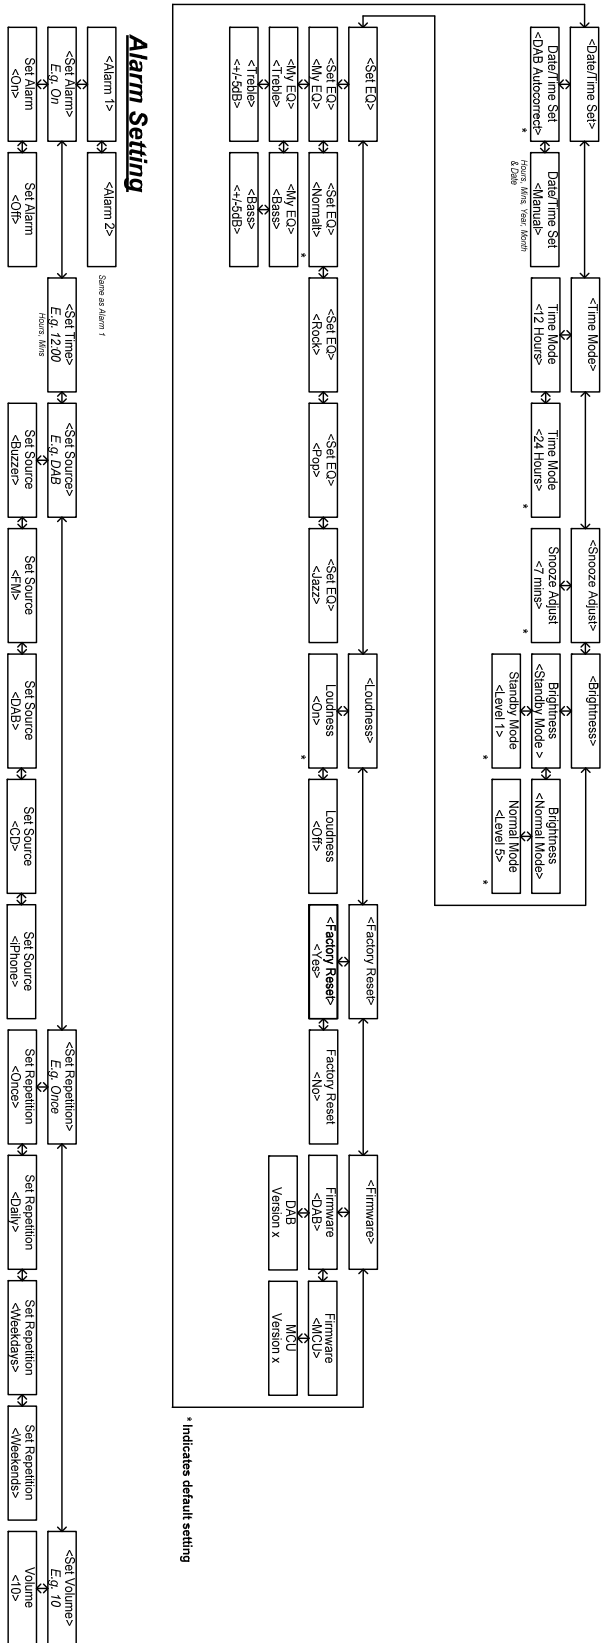 <Date/Time Set>
<Time Mode>
<Snooze Adjust>
<Brightness>
Date/Time Set
<DAB Autocorrect>
*
Date/Time Set
<Manual>
Hours, Mins, Year, Month
& Date
Time Mode
<12 Hours>
Time Mode
<24 Hours>
*
Snooze Adjust
<7 mins>
*
Brightness
<Standby Mode >
Brightness
<Normal Mode>
Standby Mode
<Level 1>
*
Normal Mode
<Level 5>
*
<Set EQ>
<Loudness>
<Factory Reset>
<Firmware>
<Set EQ>
<My EQ>
<Set EQ>
<Normalt>
*
<Set EQ>
<Rock>
<Set EQ>
<Pop>
<Set EQ>
<Jazz>
Loudness
<On>
*
Loudness
<Off>
<Factory Reset>
<Yes>
Factory Reset
<No>
Firmware
<DAB>
Firmware
<MCU>
<My EQ>
<Treble>
<My EQ>
<Bass>
DAB
Version x
MCU
Version x
<Treble>
<+/-5dB>
<Bass>
<+/-5dB>
* Indicates default setting
Alarm Setting
<Alarm 1>
<Alarm 2>
Same as Alarm 1
<Set Alarm>
E.g. On
<Set Time>
E.g. 12:00
Hours, Mins
<Set Source>
E.g. DAB
<Set Repetition>
E.g. Once
<Set Volume>
E.g. 10
Set Alarm
<On>
Set Alarm
<Off>
Set Source
<Buzzer>
Set Source
<FM>
Set Source
<DAB>
Set Source
<CD>
Set Source
<iPhone>
Set Repetition
<Once>
Set Repetition
<Daily>
Set Repetition
<Weekdays>
Set Repetition
<Weekends>
Volume
<10>